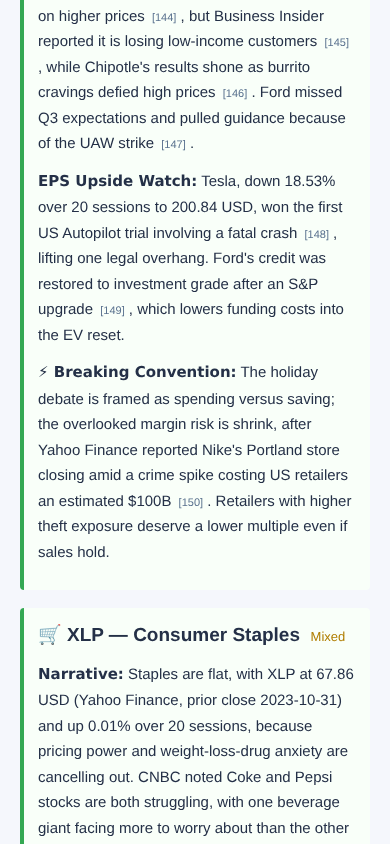 on higher prices [144] , but Business Insider
reported it is losing low-income customers [145]
, while Chipotle's results shone as burrito
cravings defied high prices [146] . Ford missed
Q3 expectations and pulled guidance because
of the UAW strike [147] .
EPS Upside Watch: Tesla, down 18.53%
over 20 sessions to 200.84 USD, won the first
US Autopilot trial involving a fatal crash [148] ,
lifting one legal overhang. Ford's credit was
restored to investment grade after an S&P
upgrade [149] , which lowers funding costs into
the EV reset.
⚡ Breaking Convention: The holiday
debate is framed as spending versus saving;
the overlooked margin risk is shrink, after
Yahoo Finance reported Nike's Portland store
closing amid a crime spike costing US retailers
an estimated $100B [150] . Retailers with higher
theft exposure deserve a lower multiple even if
sales hold.
🛒 XLP — Consumer Staples Mixed
Narrative: Staples are flat, with XLP at 67.86
USD (Yahoo Finance, prior close 2023-10-31)
and up 0.01% over 20 sessions, because
pricing power and weight-loss-drug anxiety are
cancelling out. CNBC noted Coke and Pepsi
stocks are both struggling, with one beverage
giant facing more to worry about than the other